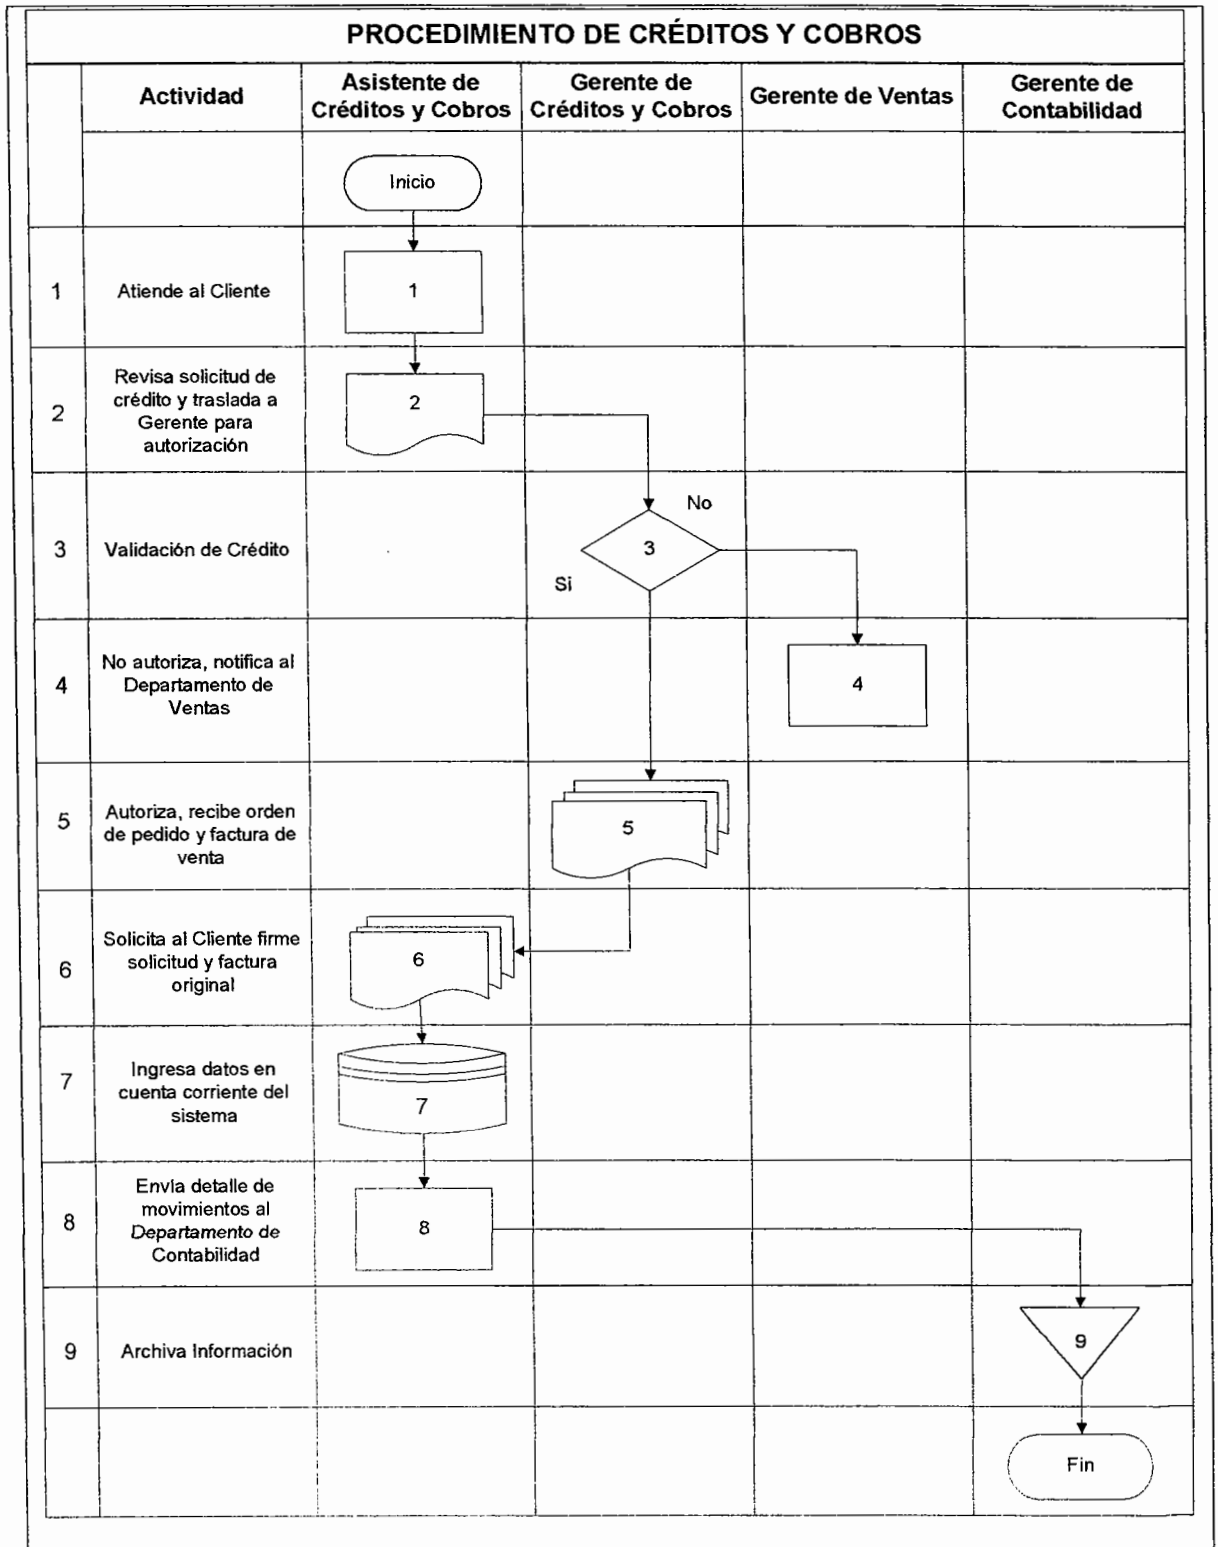 PROCEDIMIENTO DE CRÉDITOS Y COBROS
Actividad
Asistente de
Créditos y Cobros
Gerente de
Créditos y Cobros
Gerente de Ventas
Gerente de
Contabilidad
Inicio
1
Atiende al Cliente
1
2
Revisa solicitud de
crédito y traslada a
Gerente para
autorización
2
3
Validación de Crédito
3
No
Si
4
No autoriza, notifica al
Departamento de
Ventas
4
5
Autoriza, recibe orden
de pedido y factura de
venta
5
6
Solicita al Cliente firme
solicitud y factura
original
6
7
Ingresa datos en
cuenta corriente del
sistema
7
8
Envía detalle de
movimientos al
Departamento de
Contabilidad
8
9
Archiva Información
9
Fin